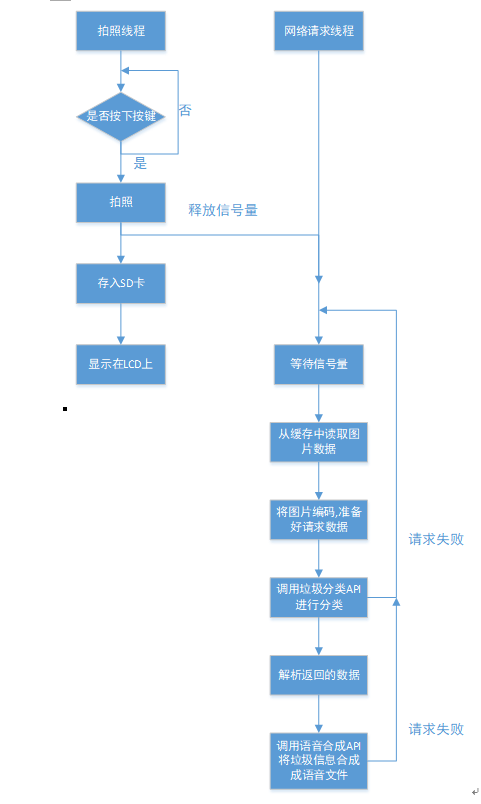 拍照线程
网络请求线程
是否按下按键
否
是
拍照
释放信号量
存入SD卡
显示在LCD上
等待信号量
从缓存中读取图
片数据
将图片编码,准备
好请求数据
请求失败
调用垃圾分类API
进行分类
解析返回的数据
请求失败
调用语音合成API
将垃圾信息合成
成语音文件